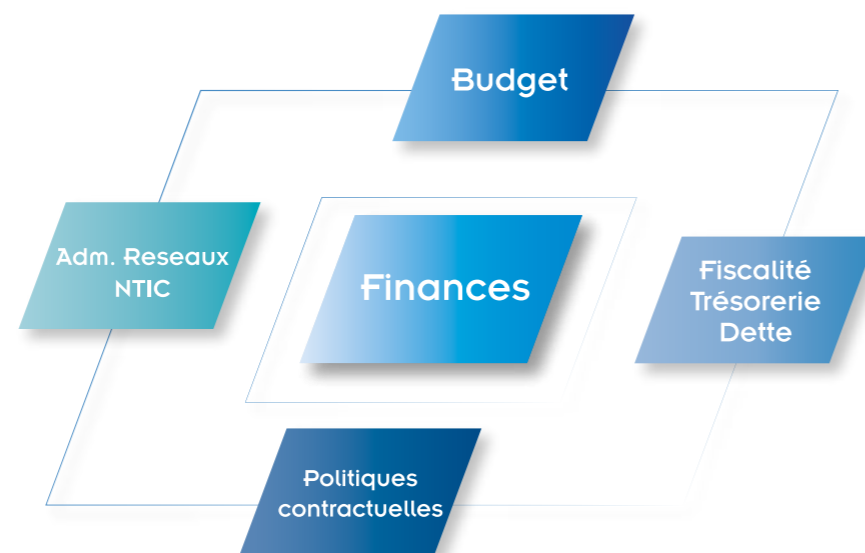 Budget
Adm. Reseaux
NTIC
Finances
Fiscalité
Trésorerie
Dette
Politiques
contractuelles